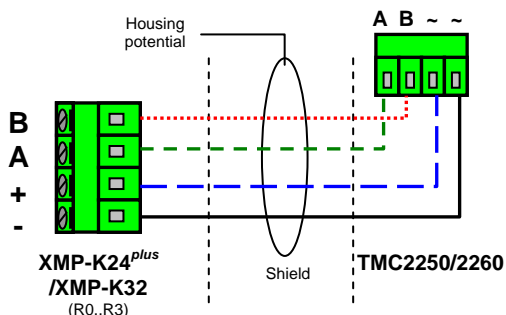 Housing
potential
A B ~ ~
B
A
+
-
XMP-K24plus
/XMP-K32
(R0..R3)
Shield
TMC2250/2260